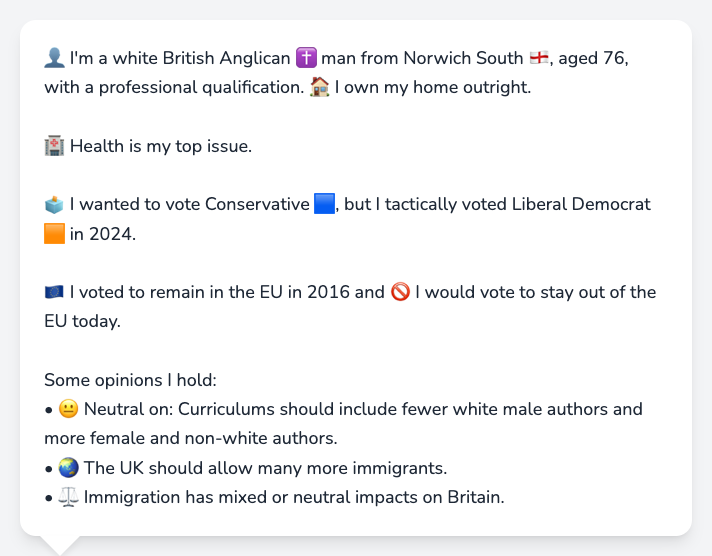 👤 I'm a white British Anglican ✝️ man from Norwich South 🏴󠁧󠁢󠁥󠁮󠁧󠁿, aged 76,
with a professional qualification. 🏠 I own my home outright.
🏥 Health is my top issue.
🗳️ I wanted to vote Conservative 🟦, but I tactically voted Liberal Democrat
🟧 in 2024.
🇪🇺 I voted to remain in the EU in 2016 and 🚫 I would vote to stay out of the
EU today.
Some opinions I hold:
• 😐 Neutral on: Curriculums should include fewer white male authors and
more female and non-white authors.
• 🌏 The UK should allow many more immigrants.
• ⚖️ Immigration has mixed or neutral impacts on Britain.